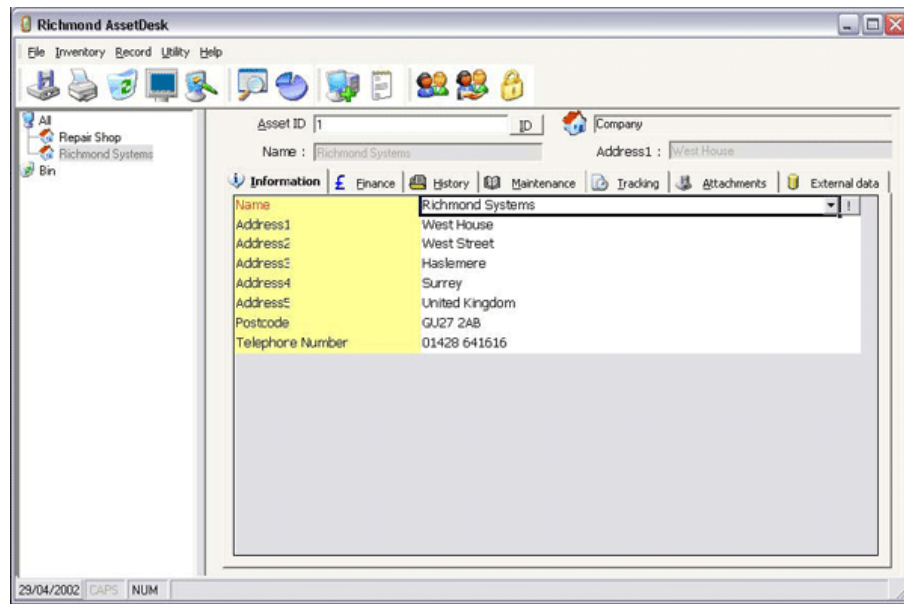 Richmond AssetDesk
File Inventory Record Utility Help
All
Repair Shop
Richmond Systems
Bin
Asset ID 1 ID Company
Name : Richmond Systems Address1 : West House
Information £ Finance History Maintenance Tracking Attachments External data
Name Richmond Systems !
Address1 West House
Address2 West Street
Address3 Haslemere
Address4 Surrey
Address5 United Kingdom
Postcode GU27 2AB
Telephone Number 01428 641616
29/04/2002 CAPS NUM